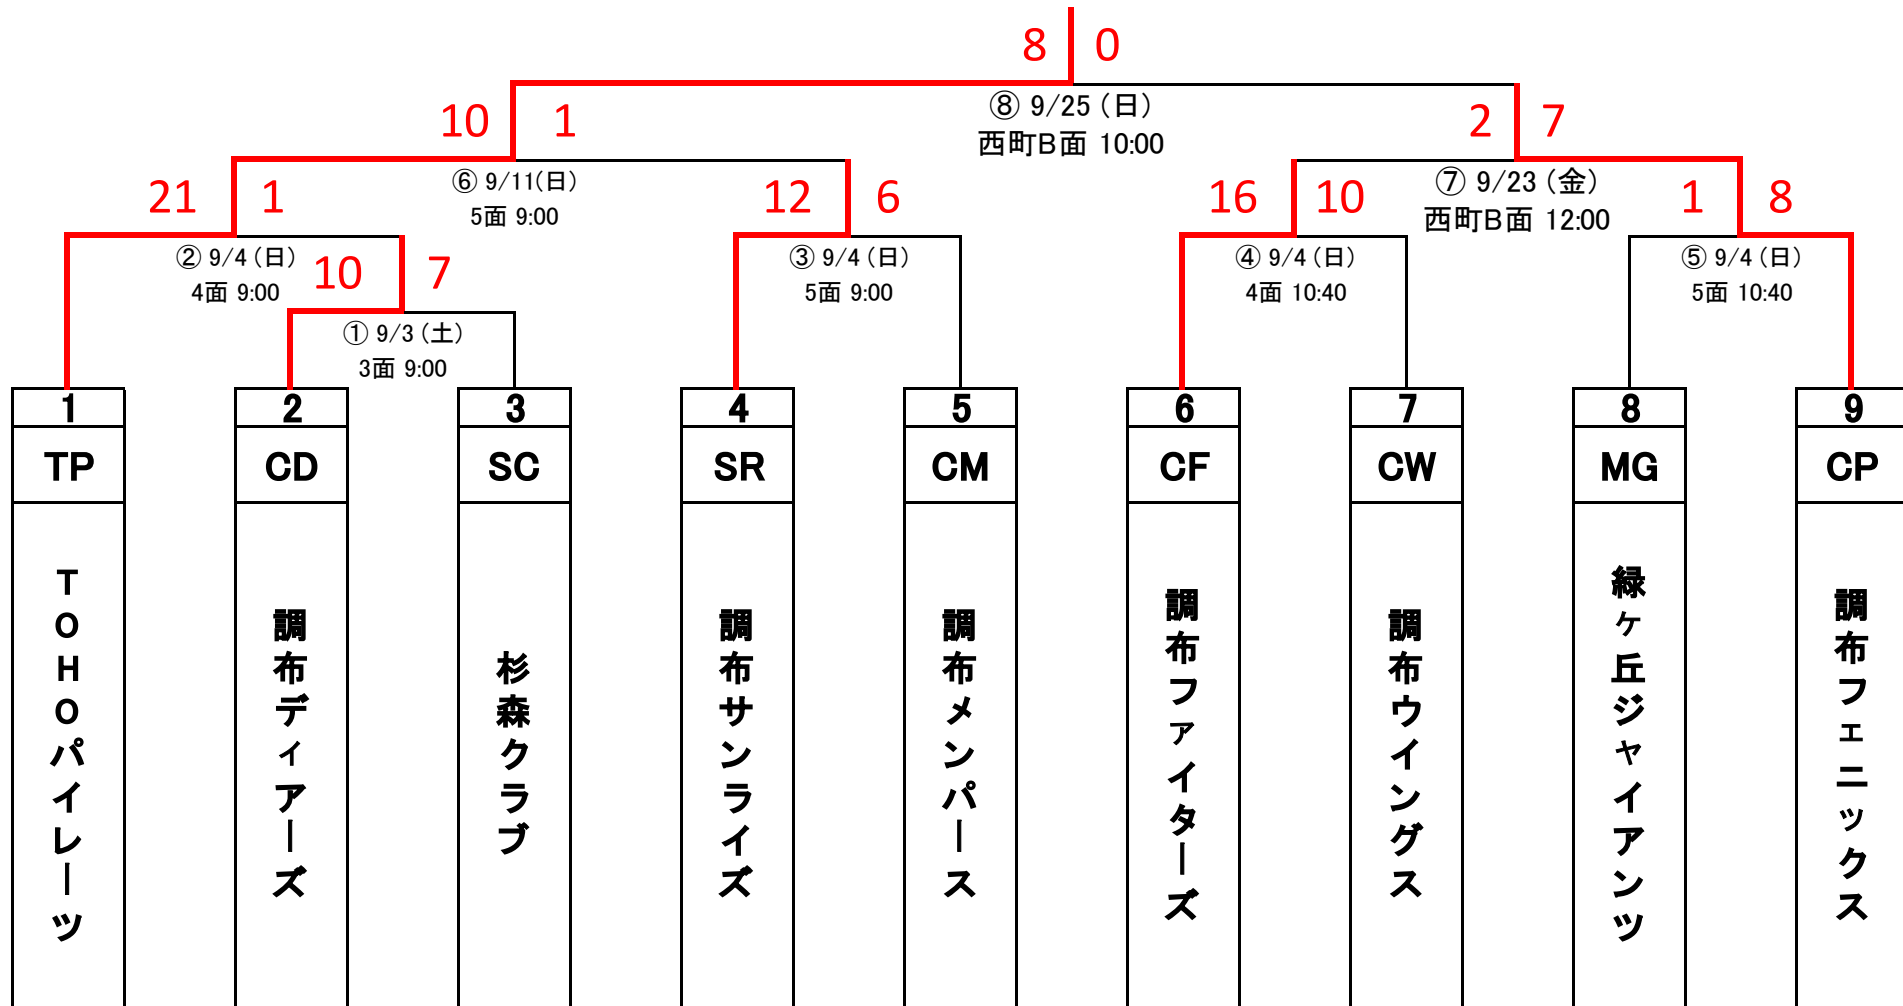 8 0
⑧ 9/25 (日)
西町B面 10:00
10 1
2 7
⑥ 9/11(日)
5面 9:00
⑦ 9/23 (金)
西町B面 12:00
21 1
12 6
16 10
1 8
② 9/4 (日)
4面 9:00
③ 9/4 (日)
5面 9:00
④ 9/4 (日)
4面 10:40
⑤ 9/4 (日)
5面 10:40
10 7
① 9/3 (土)
3面 9:00
1 2 3 4 5 6 7 8 9
TP CD SC SR CM CF CW MG CP
TOHOパイレーツ
調布ディアーズ
杉森クラブ
調布サンライズ
調布メンパース
調布ファイターズ
調布ウイングス
緑ヶ丘ジャイアンツ
調布フェニックス